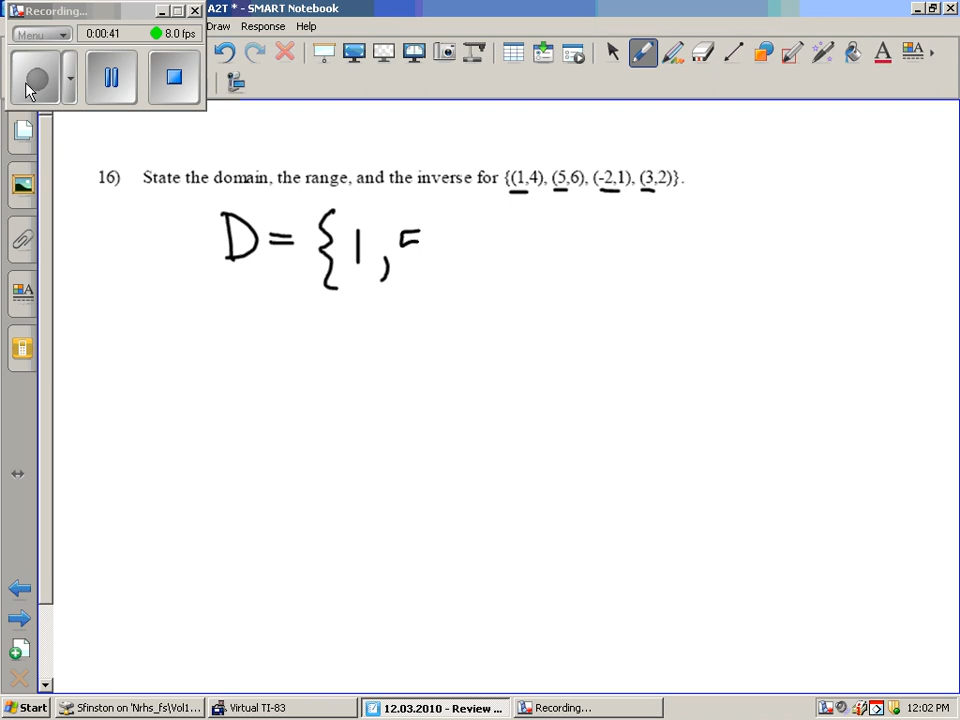 Recording...
A2T * - SMART Notebook
Menu
0:00:41
8.0 fps
Draw Response Help
16) State the domain, the range, and the inverse for {(1,4), (5,6), (-2,1), (3,2)}.
D = { 1 ,
Start
Sfinston on 'Nrhs_fs\Vol1...
Virtual TI-83
12.03.2010 - Review ...
Recording...
12:02 PM